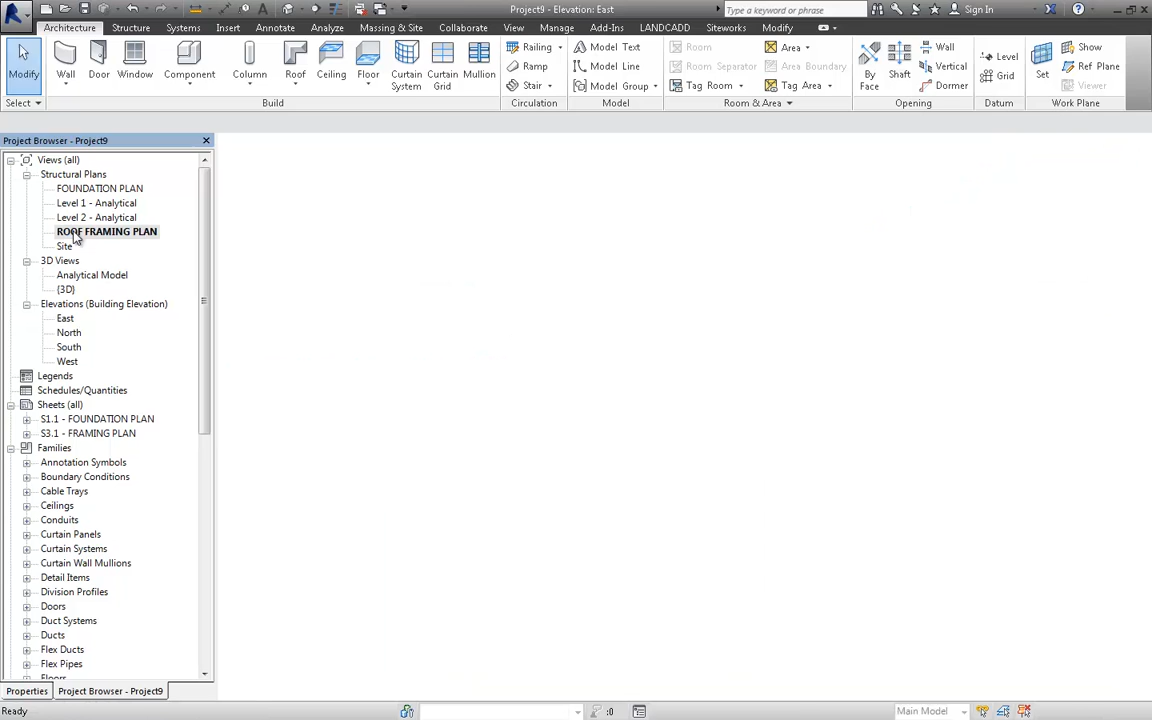 Project9 - Elevation: East
Type a keyword or phrase
Sign In
Architecture Structure Systems Insert Annotate Analyze Massing & Site Collaborate View Manage Add-Ins LANDCADD Siteworks Modify
Modify
Wall
Door
Window
Component
Column
Roof
Ceiling
Floor
Curtain System
Curtain Grid
Mullion
Railing
Ramp
Stair
Model Text
Model Line
Model Group
Room
Room Separator
Tag Room
Area
Area Boundary
Tag Area
By Face
Shaft
Wall
Vertical
Dormer
Level
Grid
Set
Show
Ref Plane
Viewer
Select Build Circulation Model Room & Area Opening Datum Work Plane
Project Browser - Project9
Views (all)
Structural Plans
FOUNDATION PLAN
Level 1 - Analytical
Level 2 - Analytical
ROOF FRAMING PLAN
Site
3D Views
Analytical Model
{3D}
Elevations (Building Elevation)
East
North
South
West
Legends
Schedules/Quantities
Sheets (all)
S1.1 - FOUNDATION PLAN
S3.1 - FRAMING PLAN
Families
Annotation Symbols
Boundary Conditions
Cable Trays
Ceilings
Conduits
Curtain Panels
Curtain Systems
Curtain Wall Mullions
Detail Items
Division Profiles
Doors
Duct Systems
Ducts
Flex Ducts
Flex Pipes
Floors
Properties
Project Browser - Project9
Ready
:0
Main Model